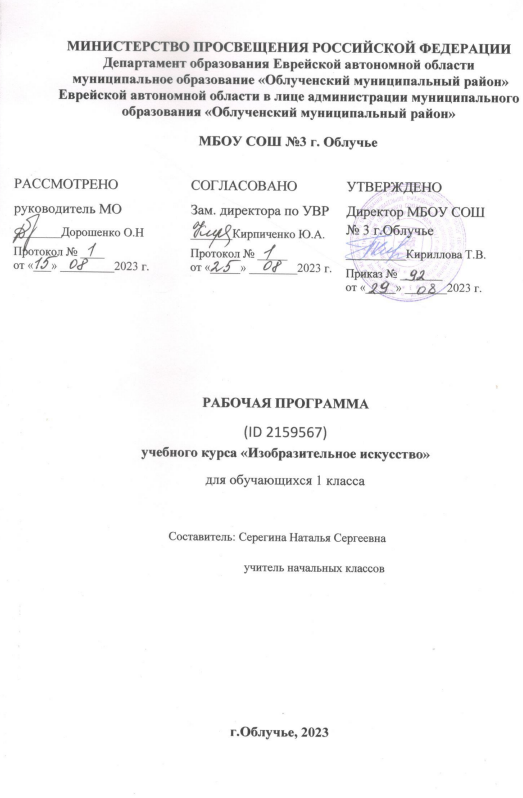 МИНИСТЕРСТВО ПРОСВЕЩЕНИЯ РОССИЙСКОЙ ФЕДЕРАЦИИ
Департамент образования Еврейской автономной области
муниципальное образование «Облученский муниципальный район»
Еврейской автономной области в лице администрации муниципального
образования «Облученский муниципальный район»
МБОУ СОШ №3 г. Облучье
РАССМОТРЕНО
руководитель МО
Дорошенко О.Н
Протокол № 1
от «15» 08 2023 г.
СОГЛАСОВАНО
Зам. директора по УВР
Кирпиченко Ю.А.
Протокол № 1
от «25» 08 2023 г.
УТВЕРЖДЕНО
Директор МБОУ СОШ
№ 3 г.Облучье
Кириллова Т.В.
Приказ № 92
от « 29 » 08 2023 г.
РАБОЧАЯ ПРОГРАММА
(ID 2159567)
учебного курса «Изобразительное искусство»
для обучающихся 1 класса
Составитель: Серегина Наталья Сергеевна
учитель начальных классов
г.Облучье, 2023